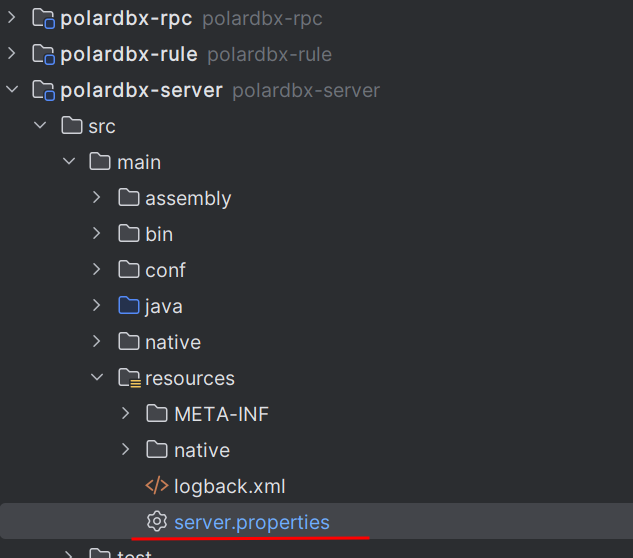 polardbx-rpc polardbx-rpc
polardbx-rule polardbx-rule
polardbx-server polardbx-server
src
main
assembly
bin
conf
java
native
resources
META-INF
native
logback.xml
server.properties
test